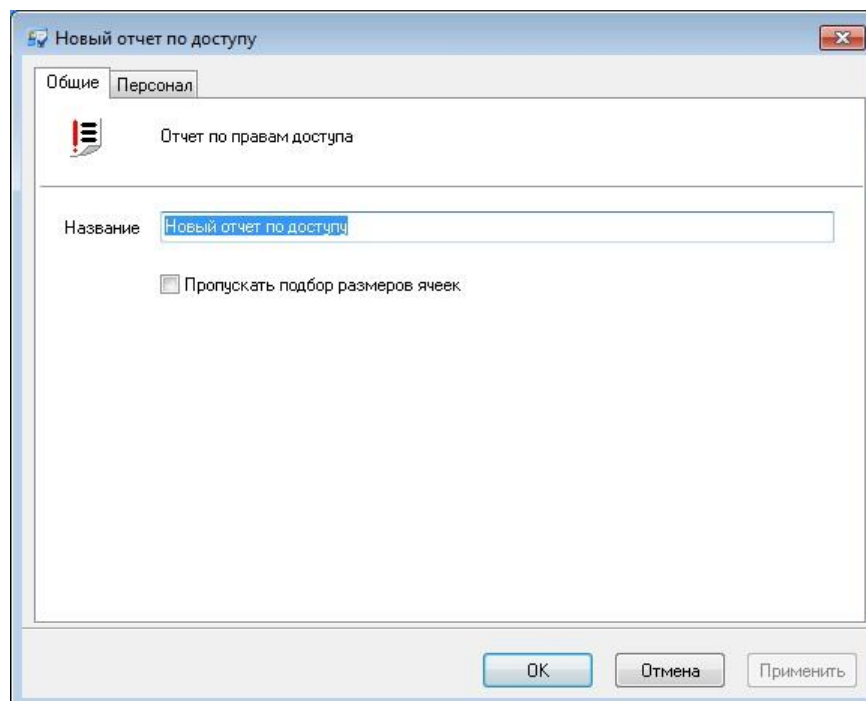 Новый отчет по доступу
Общие Персонал
Отчет по правам доступа
Название Новый отчет по доступу
Пропускать подбор размеров ячеек
OK Отмена Применить